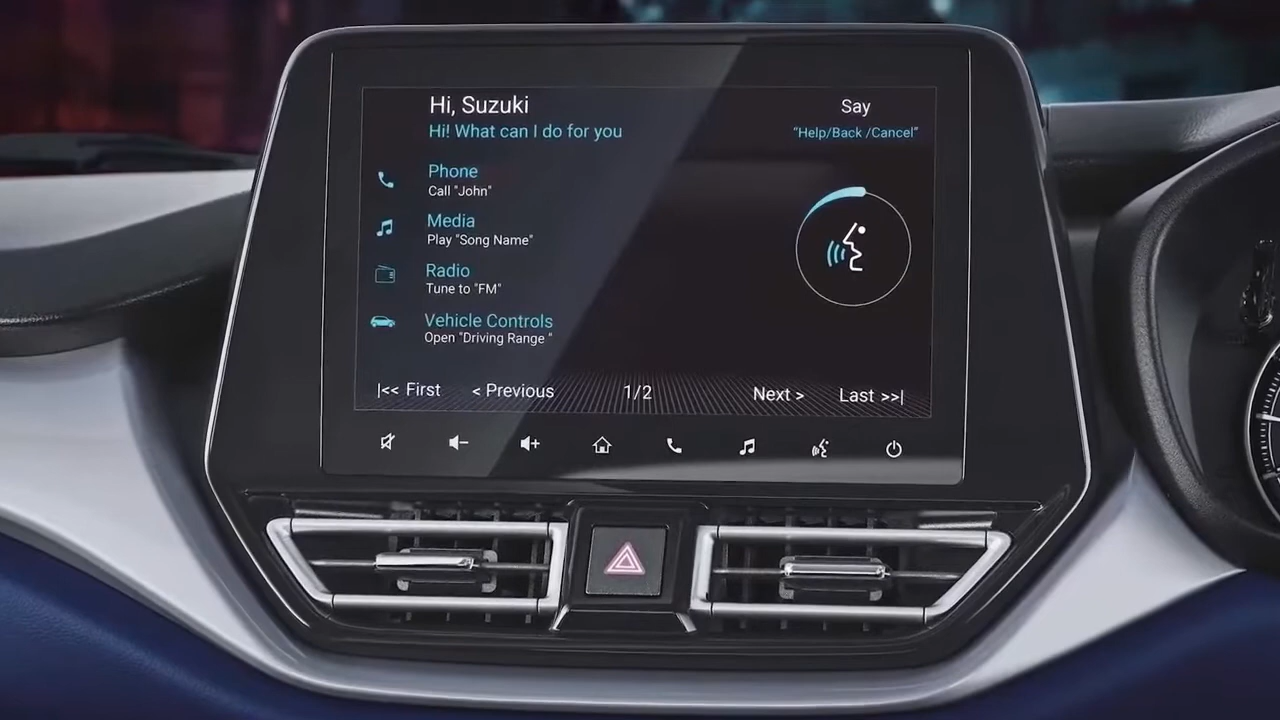 Hi, Suzuki
Hi! What can I do for you
Say
"Help/Back /Cancel"
Phone
Call "John"
Media
Play "Song Name"
Radio
Tune to "FM"
Vehicle Controls
Open "Driving Range "
|<< First < Previous 1/2 Next > Last >>|